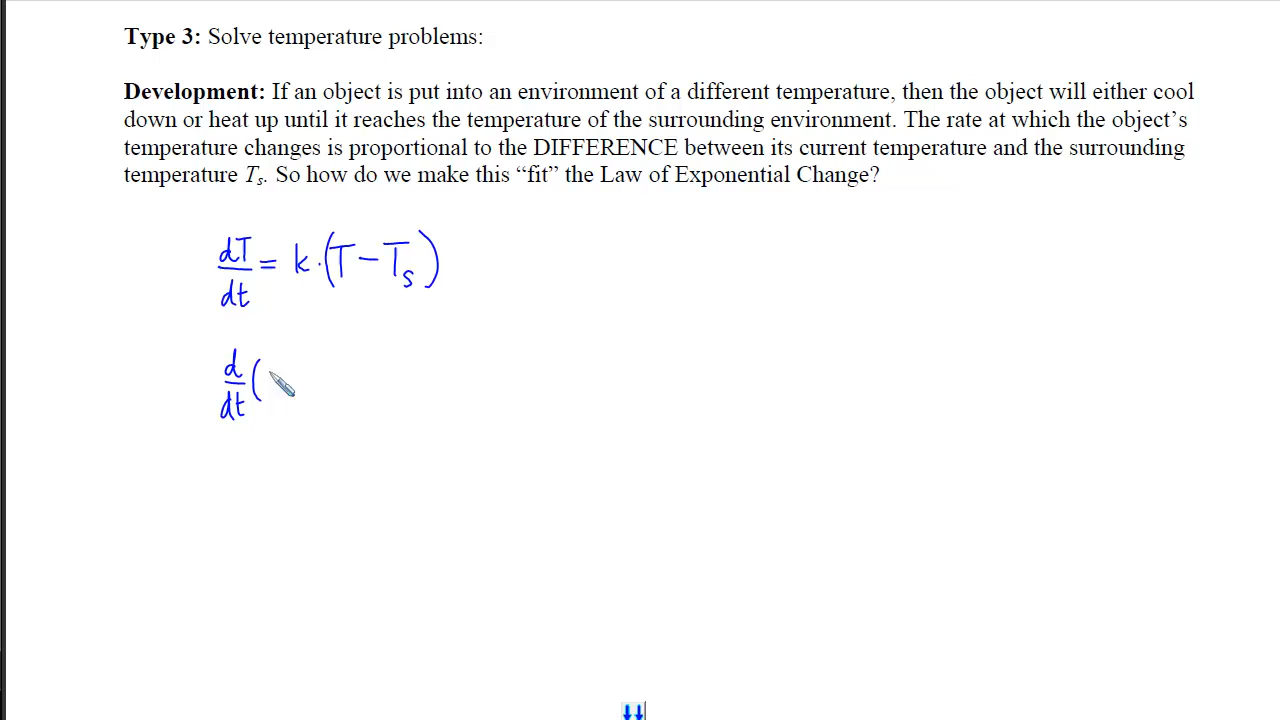 Type 3: Solve temperature problems:
Development: If an object is put into an environment of a different temperature, then the object will either cool
down or heat up until it reaches the temperature of the surrounding environment. The rate at which the object’s
temperature changes is proportional to the DIFFERENCE between its current temperature and the surrounding
temperature Tₛ. So how do we make this “fit” the Law of Exponential Change?
dT/dt = k·(T − Tₛ)
d/dt (